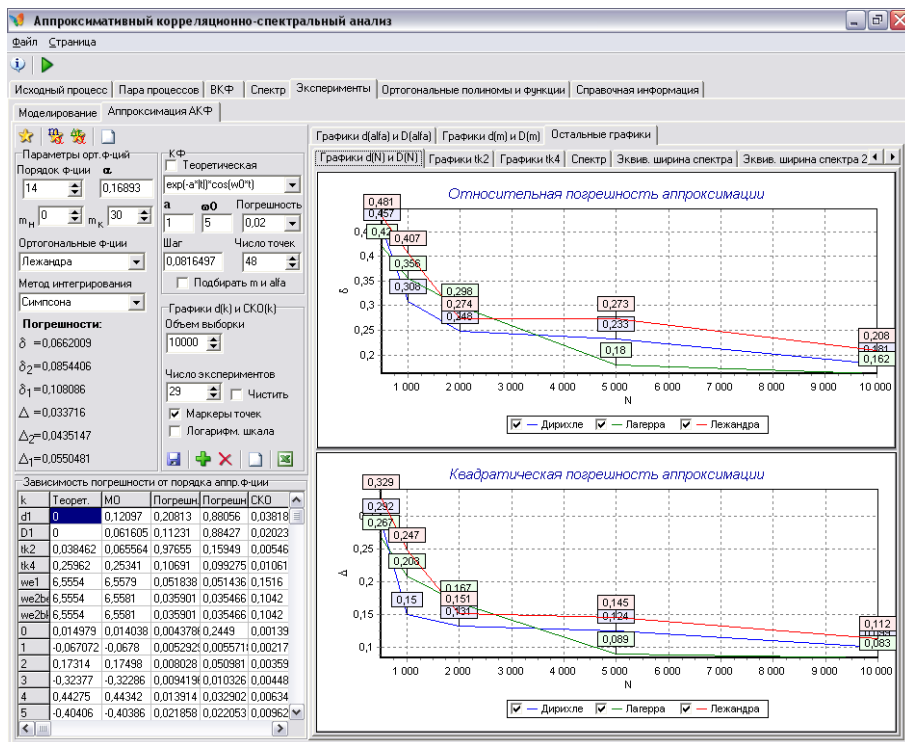 Аппроксимативный корреляционно-спектральный анализ
Файл Страница
Исходный процесс Пара процессов ВКФ Спектр Эксперименты Ортогональные полиномы и функции Справочная информация
Моделирование Аппроксимация АКФ
Параметры орт.ф-ций
Порядок ф-ции α
14 0,16893
mн 0 mк 30
Ортогональные ф-ции
Лежандра
Метод интегрирования
Симпсона
Погрешности:
δ =0,0662009
δ2=0,0854406
δ1=0,108086
Δ =0,033716
Δ2=0,0435147
Δ1=0,0550481
КФ
Теоретическая
exp(-a*|t|)*cos(w0*t)
a ω0 Погрешность
1 5 0,02
Шаг Число точек
0,0816497 48
Подбирать m и alfa
Графики d(k) и СКО(k)
Объем выборки
10000
Число экспериментов
29 Чистить
Маркеры точек
Логарифм. шкала
Зависимость погрешности от порядка аппр.ф-ции
k Теорет. МО Погрешн. Погрешн СКО
d1 0 0,12097 0,20813 0,88056 0,03818
D1 0 0,061605 0,11231 0,88427 0,02023
tk2 0,038462 0,065564 0,97655 0,15949 0,00546
tk4 0,25962 0,25341 0,10691 0,099275 0,01061
we1 6,5554 6,5579 0,051838 0,051436 0,1516
we2be 6,5554 6,5581 0,035901 0,035466 0,1042
we2bl 6,5554 6,5581 0,035901 0,035466 0,1042
0 0,014979 0,014038 0,0043786 0,2449 0,00139
1 -0,067072 -0,0678 0,0052925 0,0055718 0,00217
2 0,17314 0,17498 0,008028 0,050981 0,00359
3 -0,32377 -0,32286 0,0094196 0,010326 0,00448
4 0,44275 0,44342 0,013914 0,032902 0,00634
5 -0,40406 -0,40386 0,021858 0,022053 0,00962
Графики d(alfa) и D(alfa) Графики d(m) и D(m) Остальные графики
Графики d(N) и D(N) Графики tk2 Графики tk4 Спектр Эквив. ширина спектра Эквив. ширина спектра 2
Относительная погрешность аппроксимации
0,481
0,457
0,42
0,407
0,356
0,308
0,298
0,274
0,248
0,273
0,233
0,18
0,208
0,181
0,162
0,4
0,35
0,3
0,25
0,2
δ
1 000 2 000 3 000 4 000 5 000 6 000 7 000 8 000 9 000 10 000
N
Дирихле Лагерра Лежандра
Квадратическая погрешность аппроксимации
0,329
0,292
0,267
0,247
0,208
0,15
0,167
0,151
0,131
0,145
0,124
0,089
0,112
0,083
0,25
0,2
0,15
0,1
Δ
1 000 2 000 3 000 4 000 5 000 6 000 7 000 8 000 9 000 10 000
N
Дирихле Лагерра Лежандра